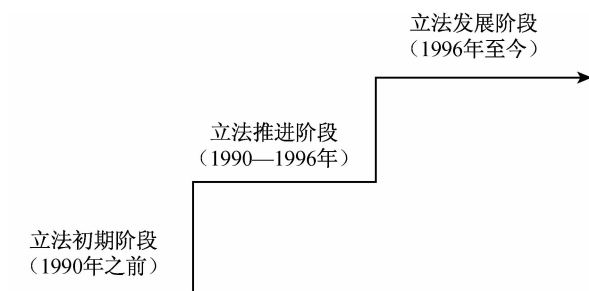 立法发展阶段
（1996年至今）
立法推进阶段
（1990—1996年）
立法初期阶段
（1990年之前）